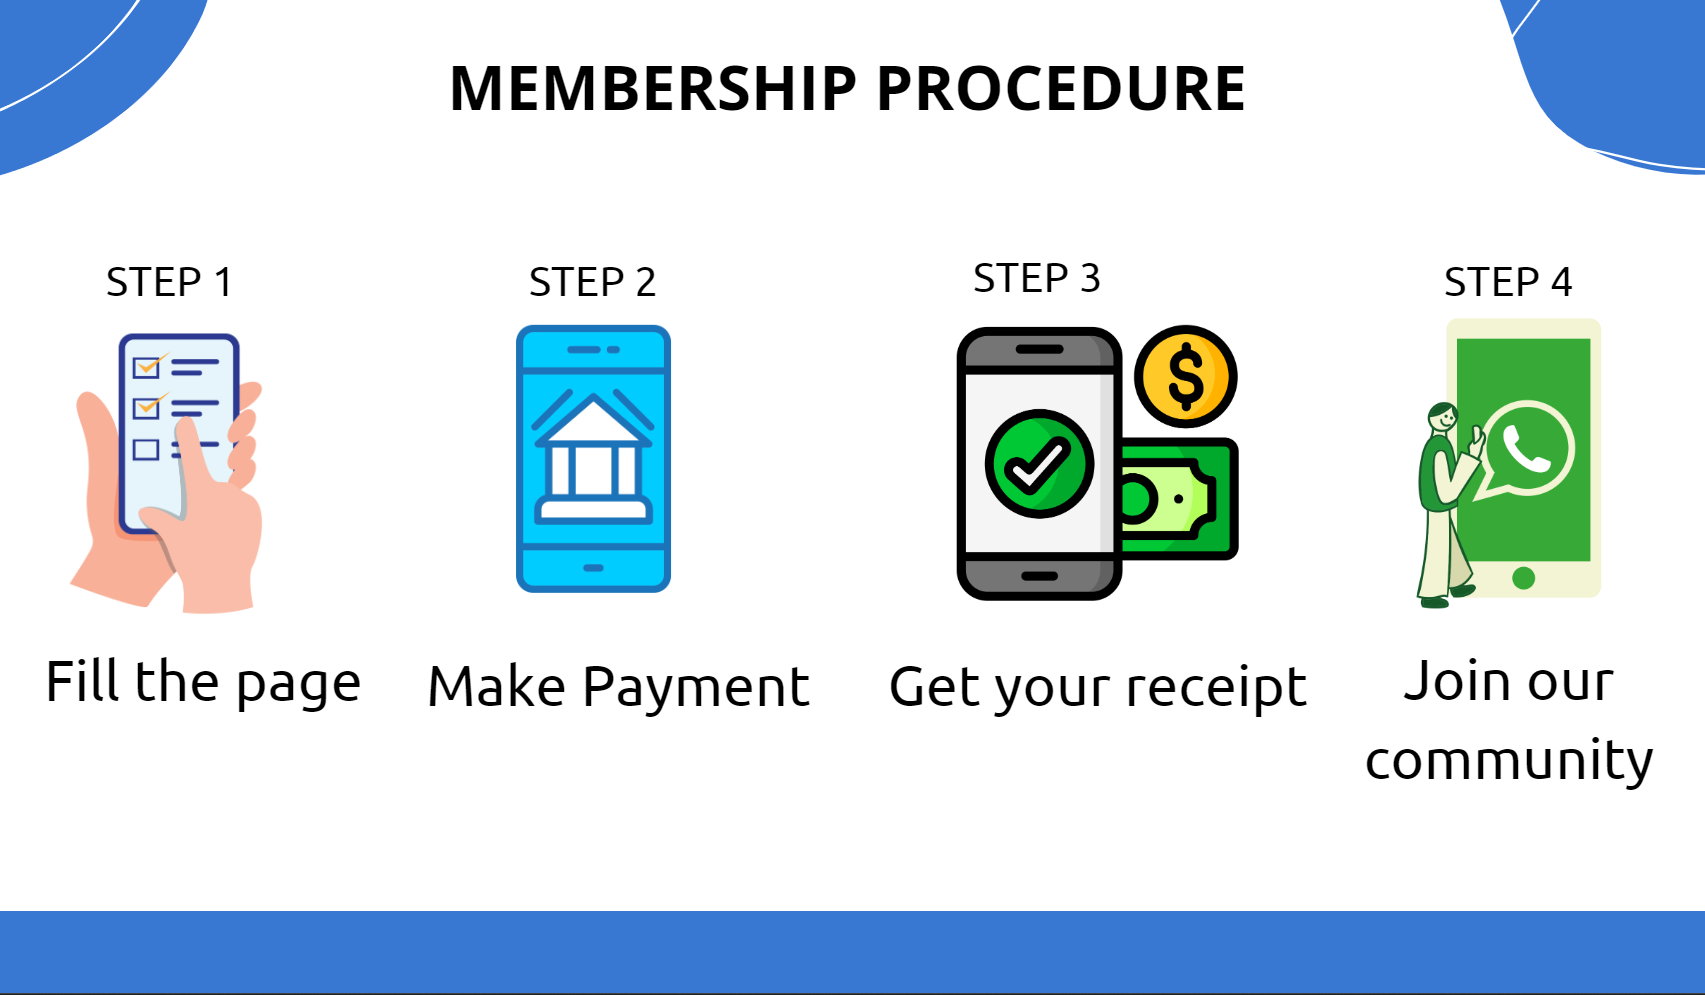 MEMBERSHIP PROCEDURE
STEP 1
STEP 2
STEP 3
STEP 4
$
Fill the page
Make Payment
Get your receipt
Join our
community